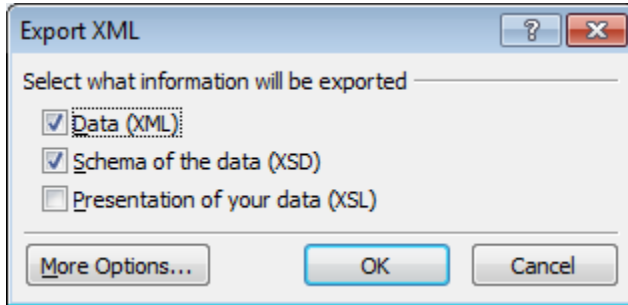 Export XML
Select what information will be exported
Data (XML)
Schema of the data (XSD)
Presentation of your data (XSL)
More Options... OK Cancel